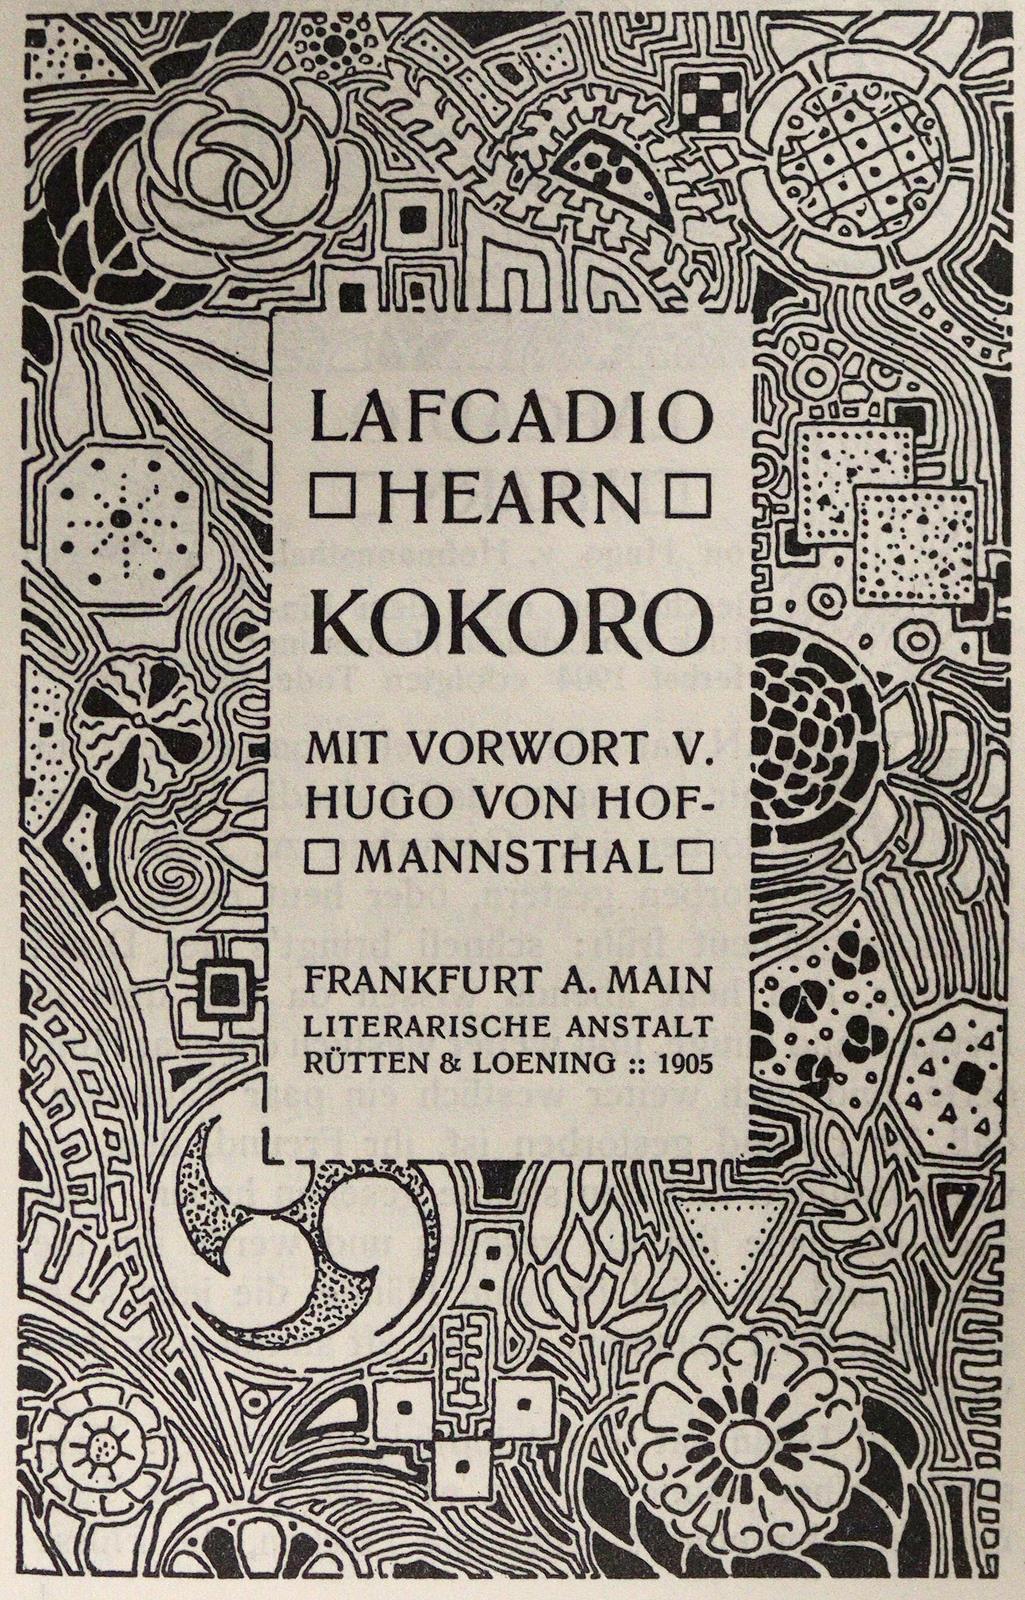 LAFCADIO
HEARN
KOKORO
MIT VORWORT V.
HUGO VON HOF-
MANNSTHAL
FRANKFURT A. MAIN
LITERARISCHE ANSTALT
RÜTTEN & LOENING :: 1905